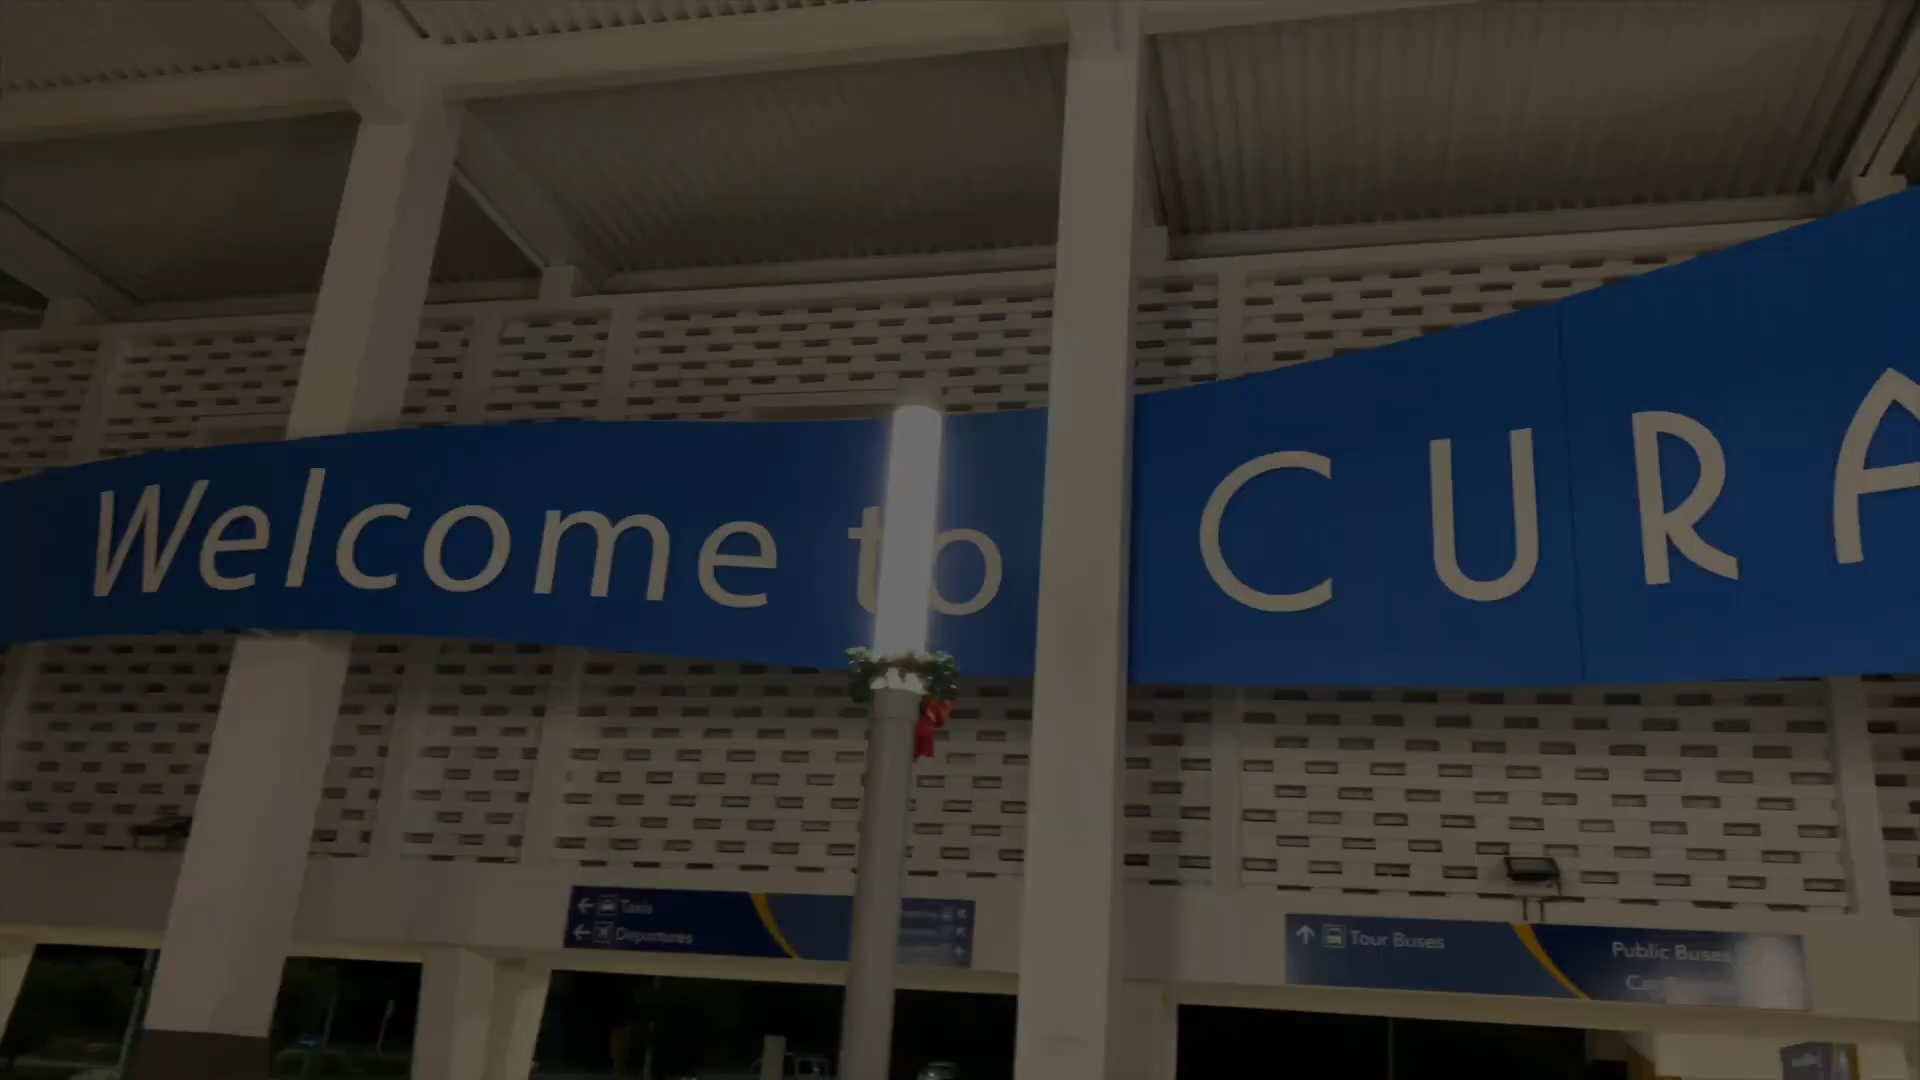 Welcome to CURA
Taxis
Departures
Tour Buses
Public Buses